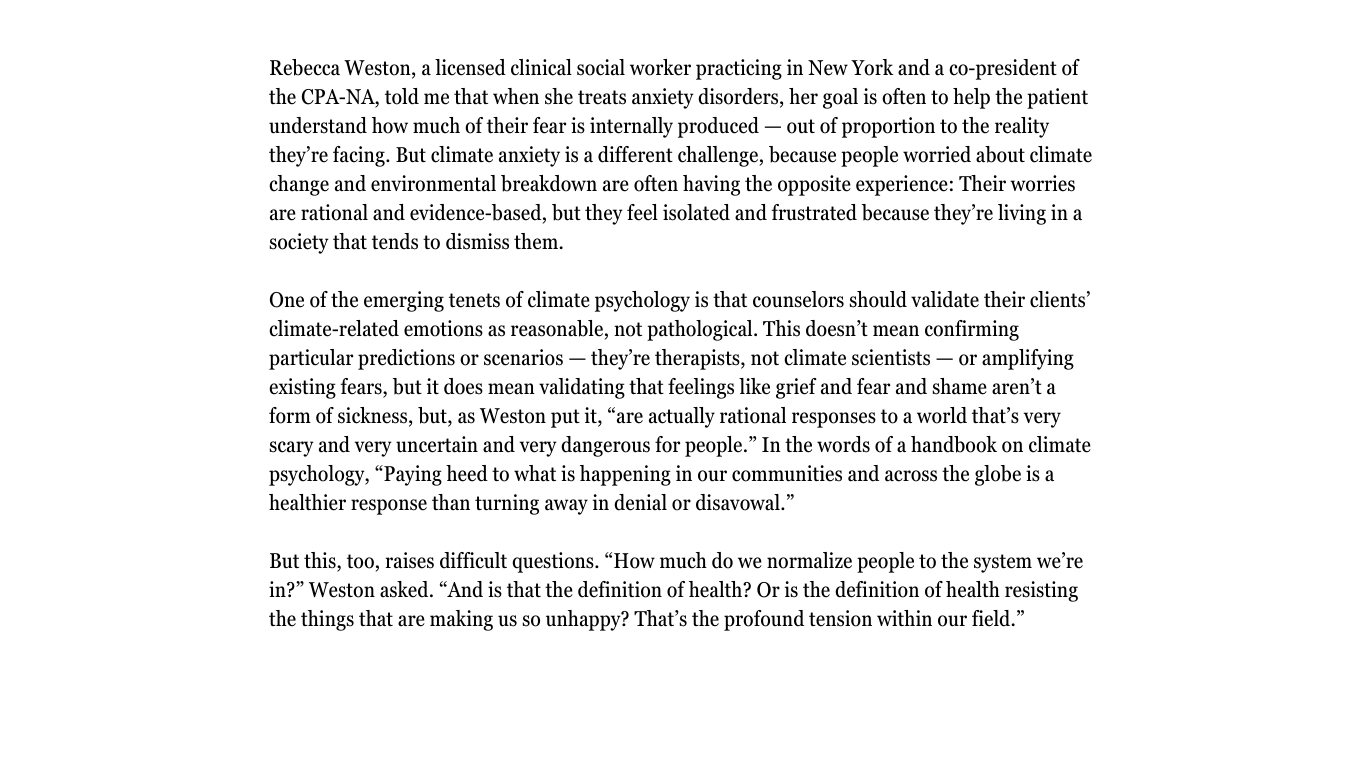 Rebecca Weston, a licensed clinical social worker practicing in New York and a co-president of
the CPA-NA, told me that when she treats anxiety disorders, her goal is often to help the patient
understand how much of their fear is internally produced — out of proportion to the reality
they’re facing. But climate anxiety is a different challenge, because people worried about climate
change and environmental breakdown are often having the opposite experience: Their worries
are rational and evidence-based, but they feel isolated and frustrated because they’re living in a
society that tends to dismiss them.
One of the emerging tenets of climate psychology is that counselors should validate their clients’
climate-related emotions as reasonable, not pathological. This doesn’t mean confirming
particular predictions or scenarios — they’re therapists, not climate scientists — or amplifying
existing fears, but it does mean validating that feelings like grief and fear and shame aren’t a
form of sickness, but, as Weston put it, “are actually rational responses to a world that’s very
scary and very uncertain and very dangerous for people.” In the words of a handbook on climate
psychology, “Paying heed to what is happening in our communities and across the globe is a
healthier response than turning away in denial or disavowal.”
But this, too, raises difficult questions. “How much do we normalize people to the system we’re
in?” Weston asked. “And is that the definition of health? Or is the definition of health resisting
the things that are making us so unhappy? That’s the profound tension within our field.”